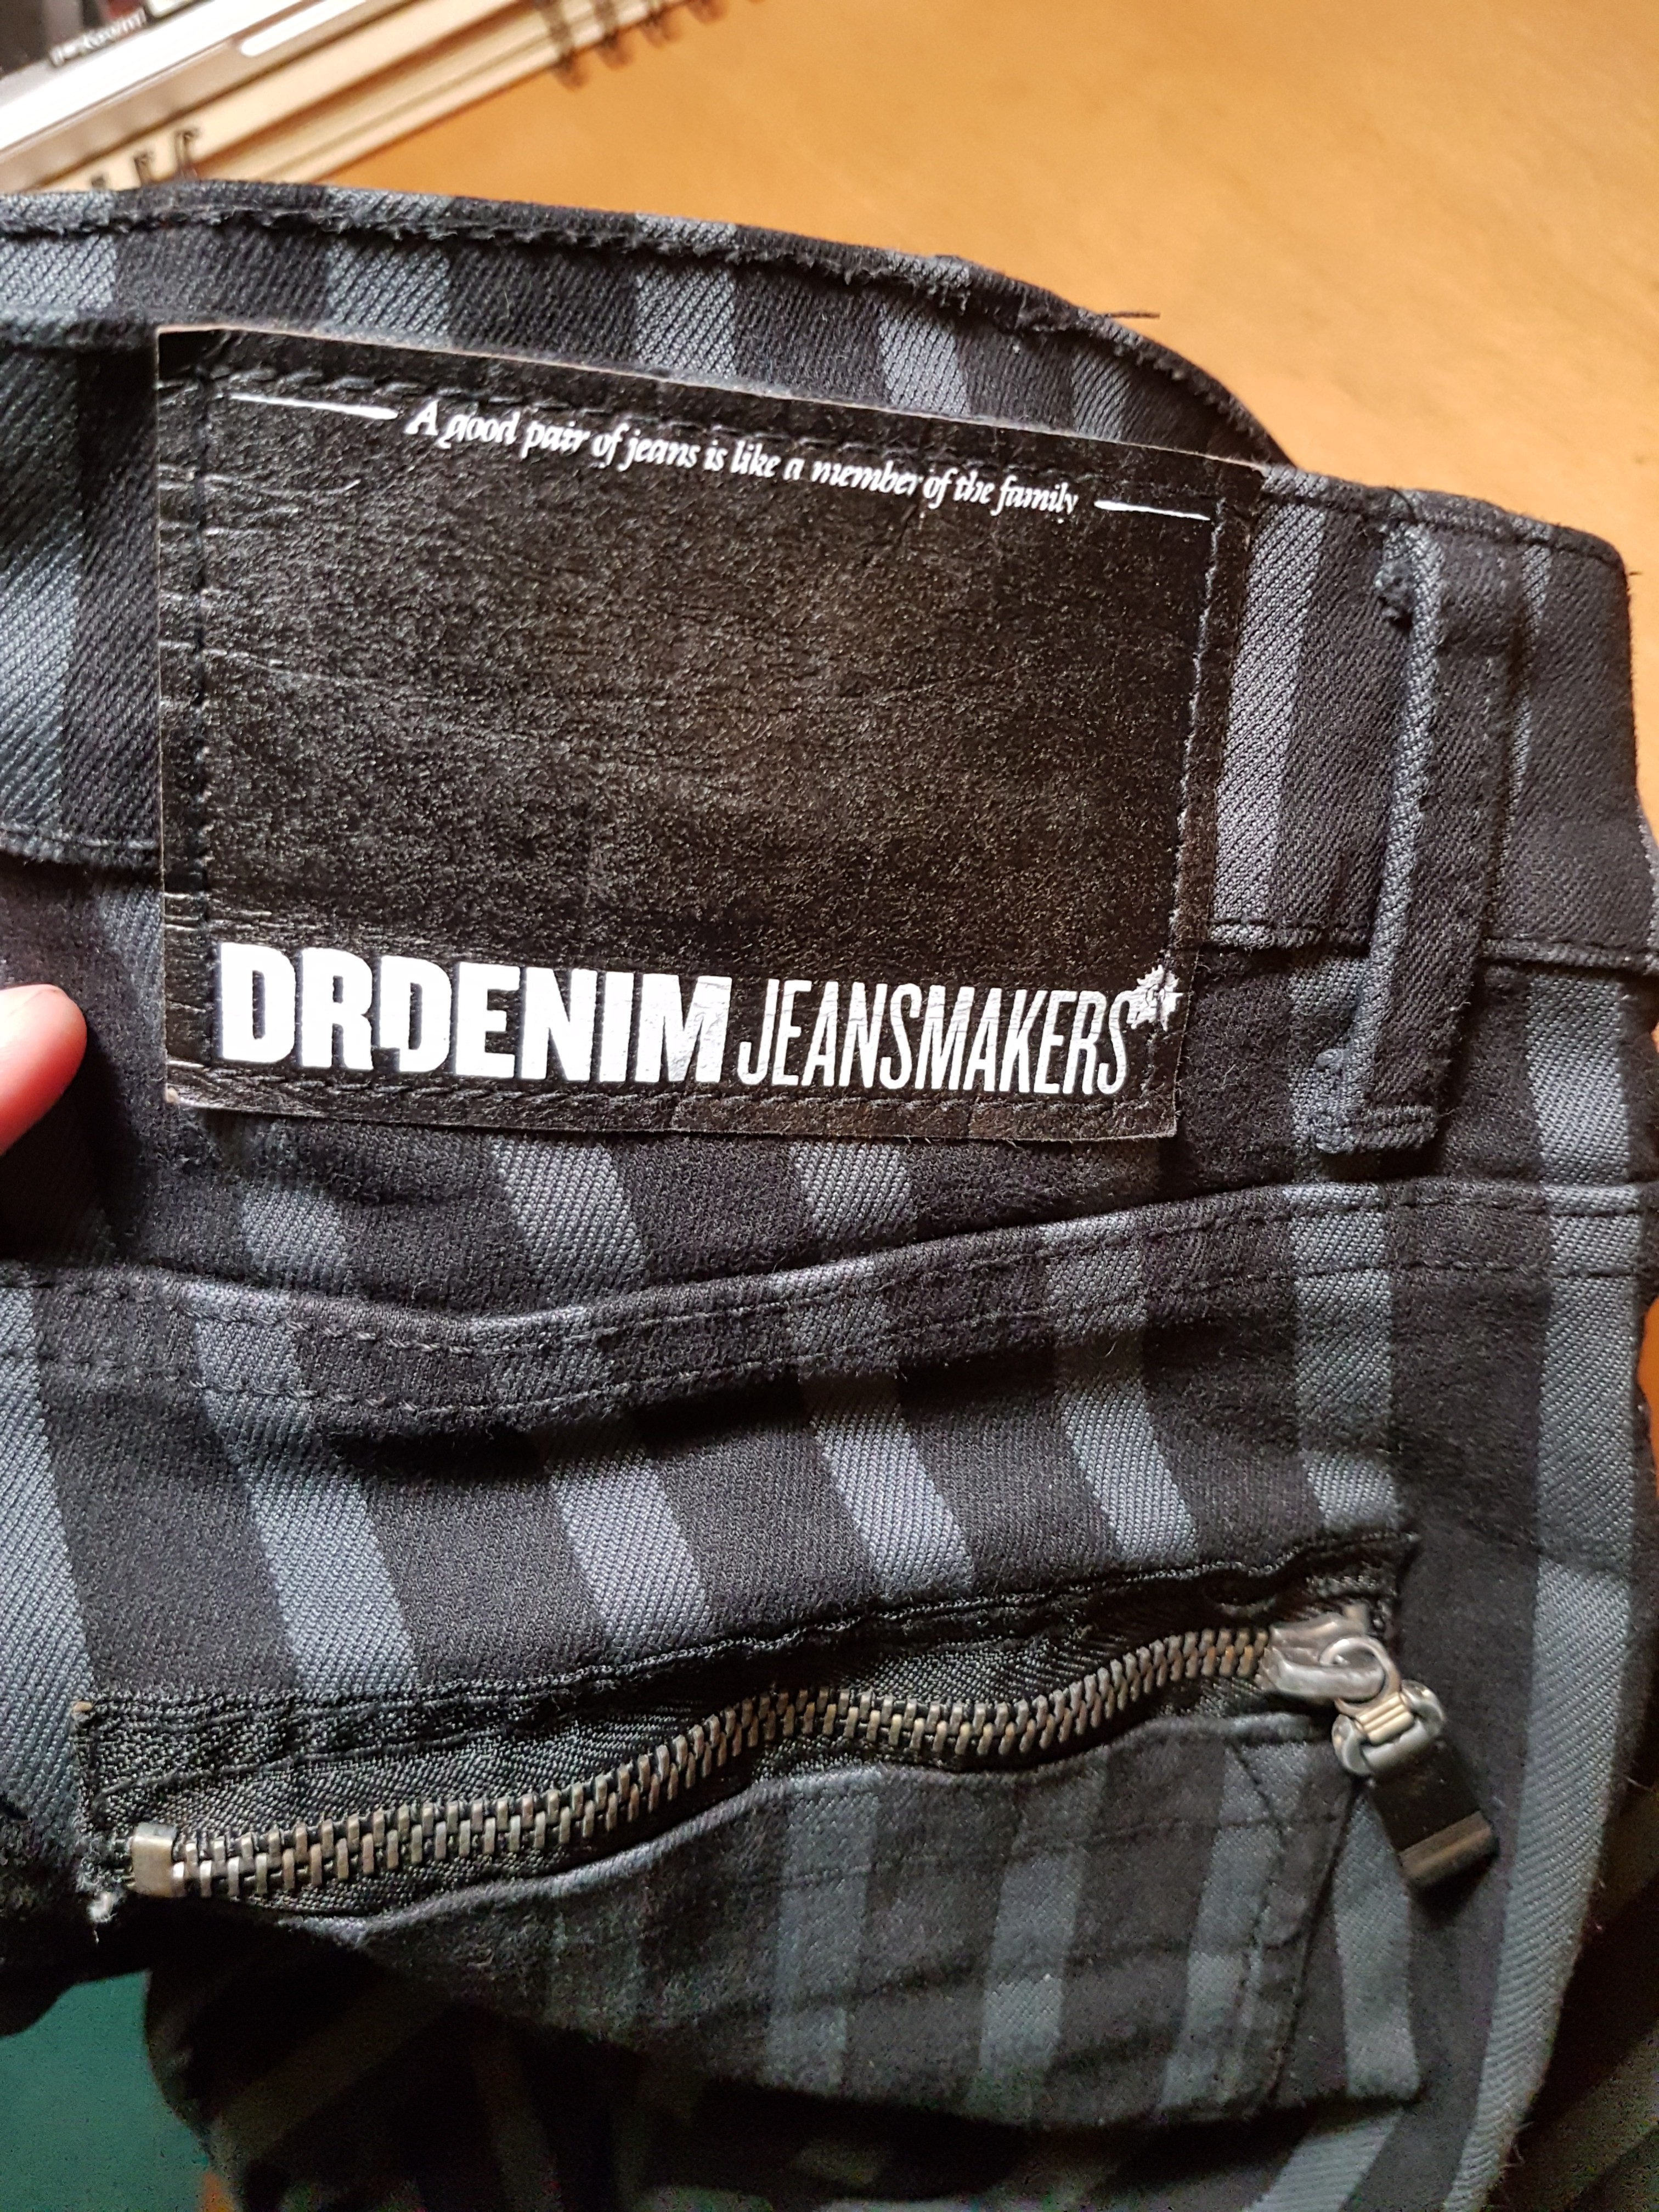 A good pair of jeans is like a member of the family
DRDENIM JEANSMAKERS